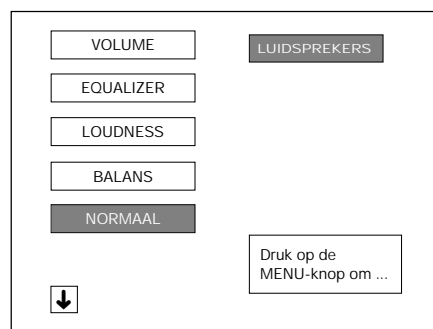 VOLUME
LUIDSPREKERS
EQUALIZER
LOUDNESS
BALANS
NORMAAL
Druk op de
MENU-knop om ...